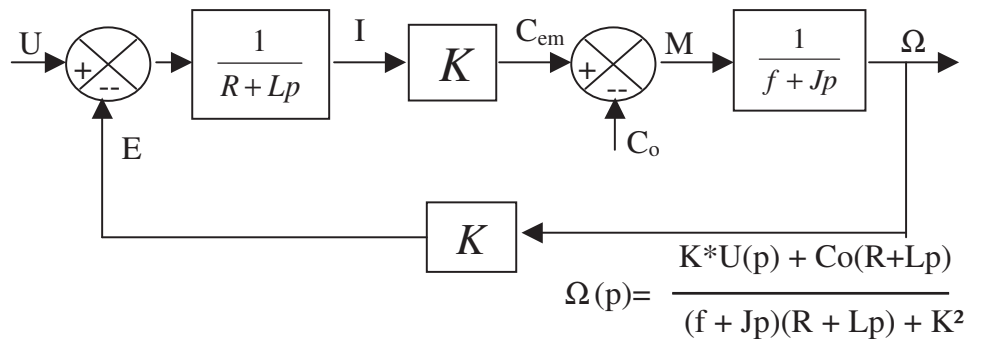 U
+
--
1
R + Lp
I
K
Cem
+
--
M
1
f + Jp
Ω
E
Co
K
K*U(p) + Co(R+Lp)
Ω (p)=
(f + Jp)(R + Lp) + K²